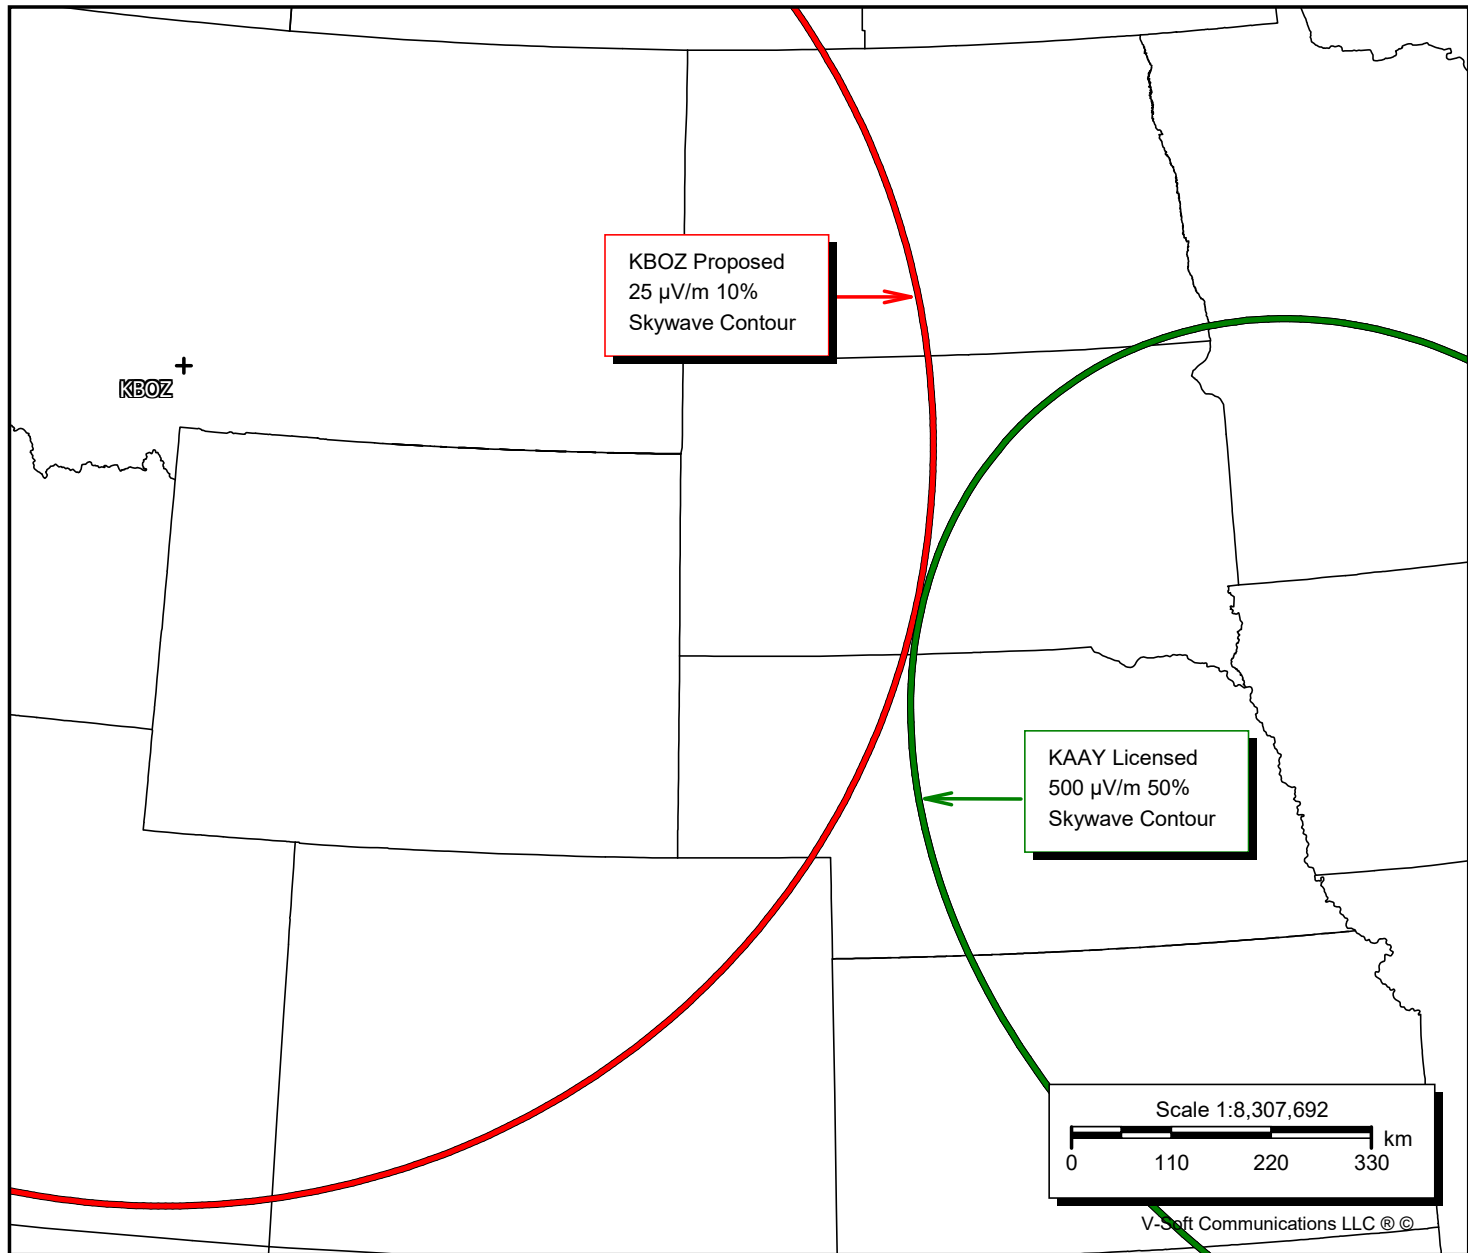 KBOZ Proposed
25 µV/m 10%
Skywave Contour
KBOZ
KAAY Licensed
500 µV/m 50%
Skywave Contour
Scale 1:8,307,692
km
0 110 220 330
V-Soft Communications LLC ® ©